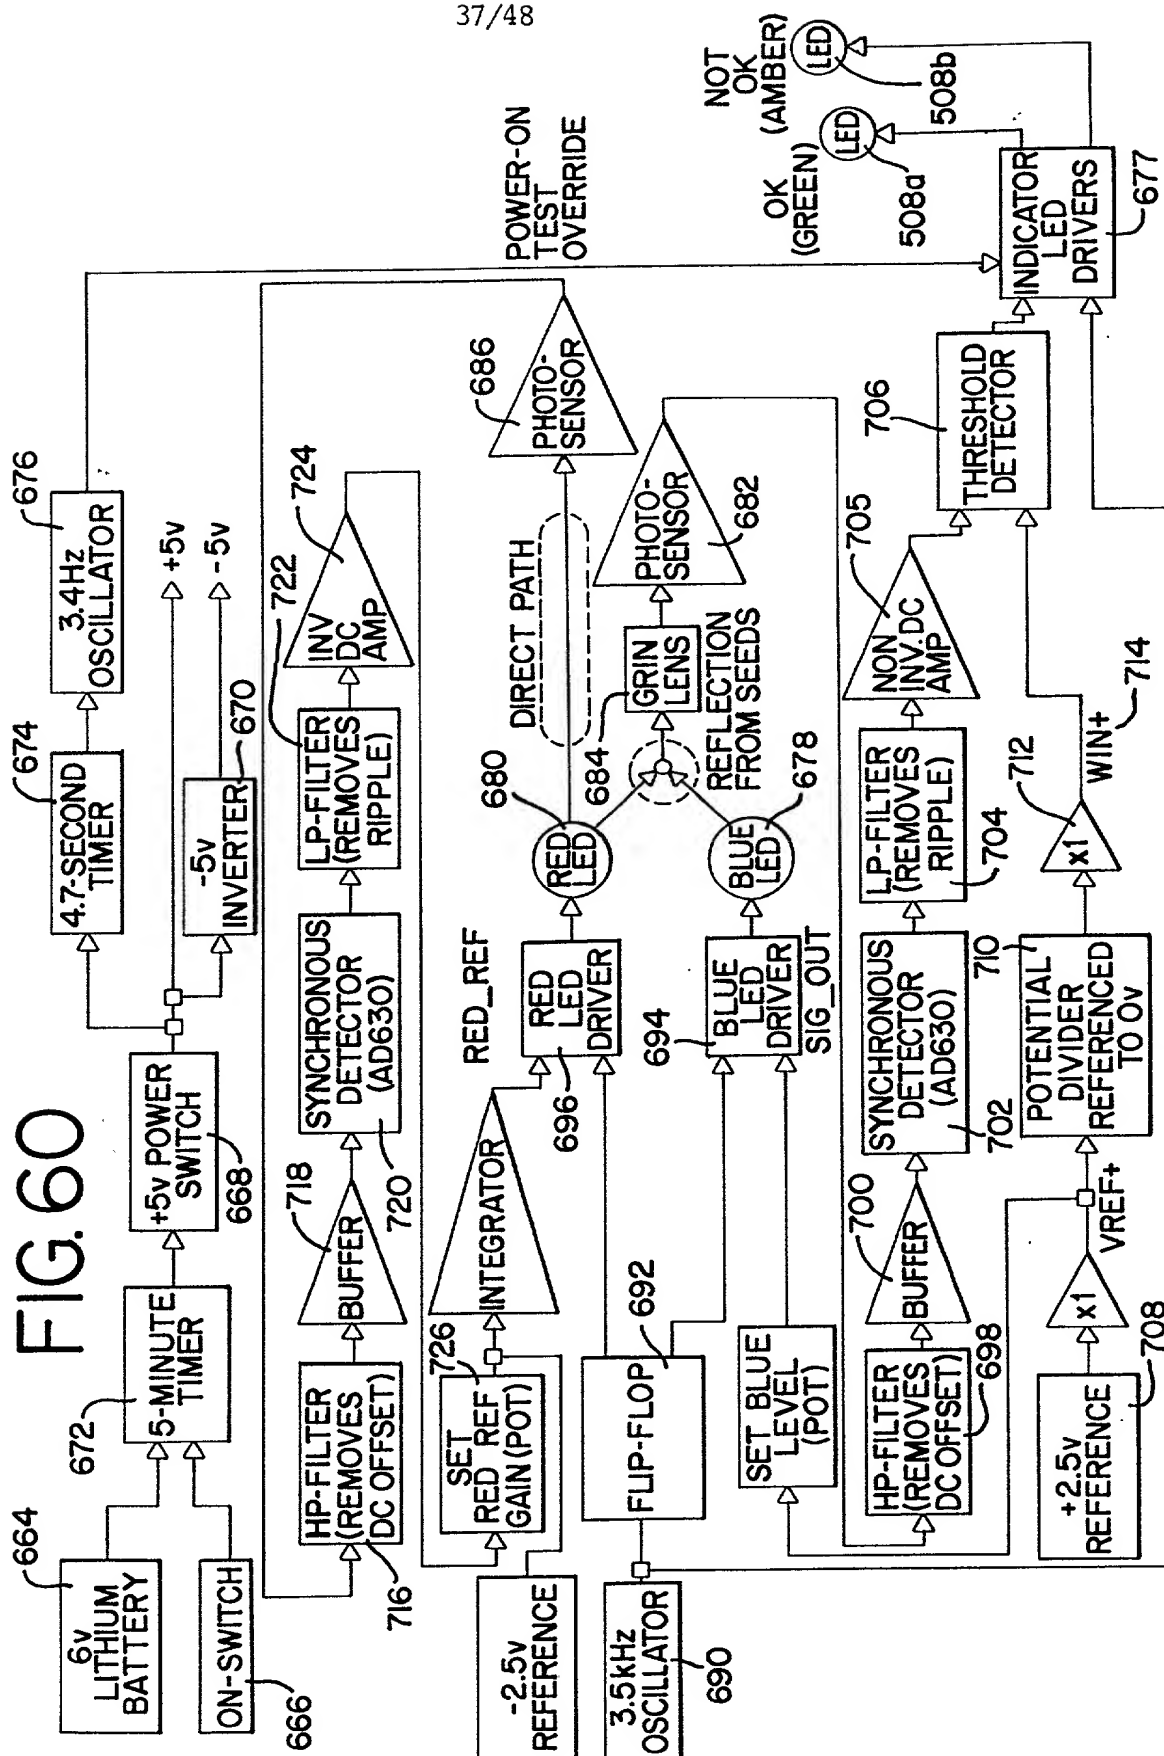 37/48
FIG. 60
664
6v
LITHIUM
BATTERY
ON-SWITCH
666
672
5-MINUTE
TIMER
+5v POWER
SWITCH
668
674
4.7-SECOND
TIMER
676
3.4Hz
OSCILLATOR
-5v
INVERTER
670
+5v
-5v
HP-FILTER
(REMOVES
DC OFFSET)
716
718
BUFFER
SYNCHRONOUS
DETECTOR
(AD630)
720
722
LP-FILTER
(REMOVES
RIPPLE)
724
INV
DC
AMP
POWER-ON
TEST
OVERRIDE
726
SET
RED REF
GAIN(POT)
INTEGRATOR
RED_REF
-2.5v
REFERENCE
RED
LED
DRIVER
696
680
RED
LED
DIRECT PATH
686
PHOTO-
SENSOR
684
GRIN
LENS
PHOTO-
SENSOR
682
REFLECTION
FROM SEEDS
3.5kHz
OSCILLATOR
690
FLIP-FLOP
692
694
BLUE
LED
DRIVER
BLUE
LED
678
SIG_OUT
SET BLUE
LEVEL
(POT)
HP-FILTER
(REMOVES
DC OFFSET)
698
700
BUFFER
SYNCHRONOUS
DETECTOR
(AD630)
702
LP-FILTER
(REMOVES
RIPPLE)
704
705
NON
INV. DC
AMP
706
THRESHOLD
DETECTOR
+2.5v
REFERENCE
708
x1
VREF+
710
POTENTIAL
DIVIDER
REFERENCED
TO 0v
712
x1
WIN+
714
INDICATOR
LED
DRIVERS
677
OK
(GREEN)
LED
508a
NOT
OK
(AMBER)
LED
508b